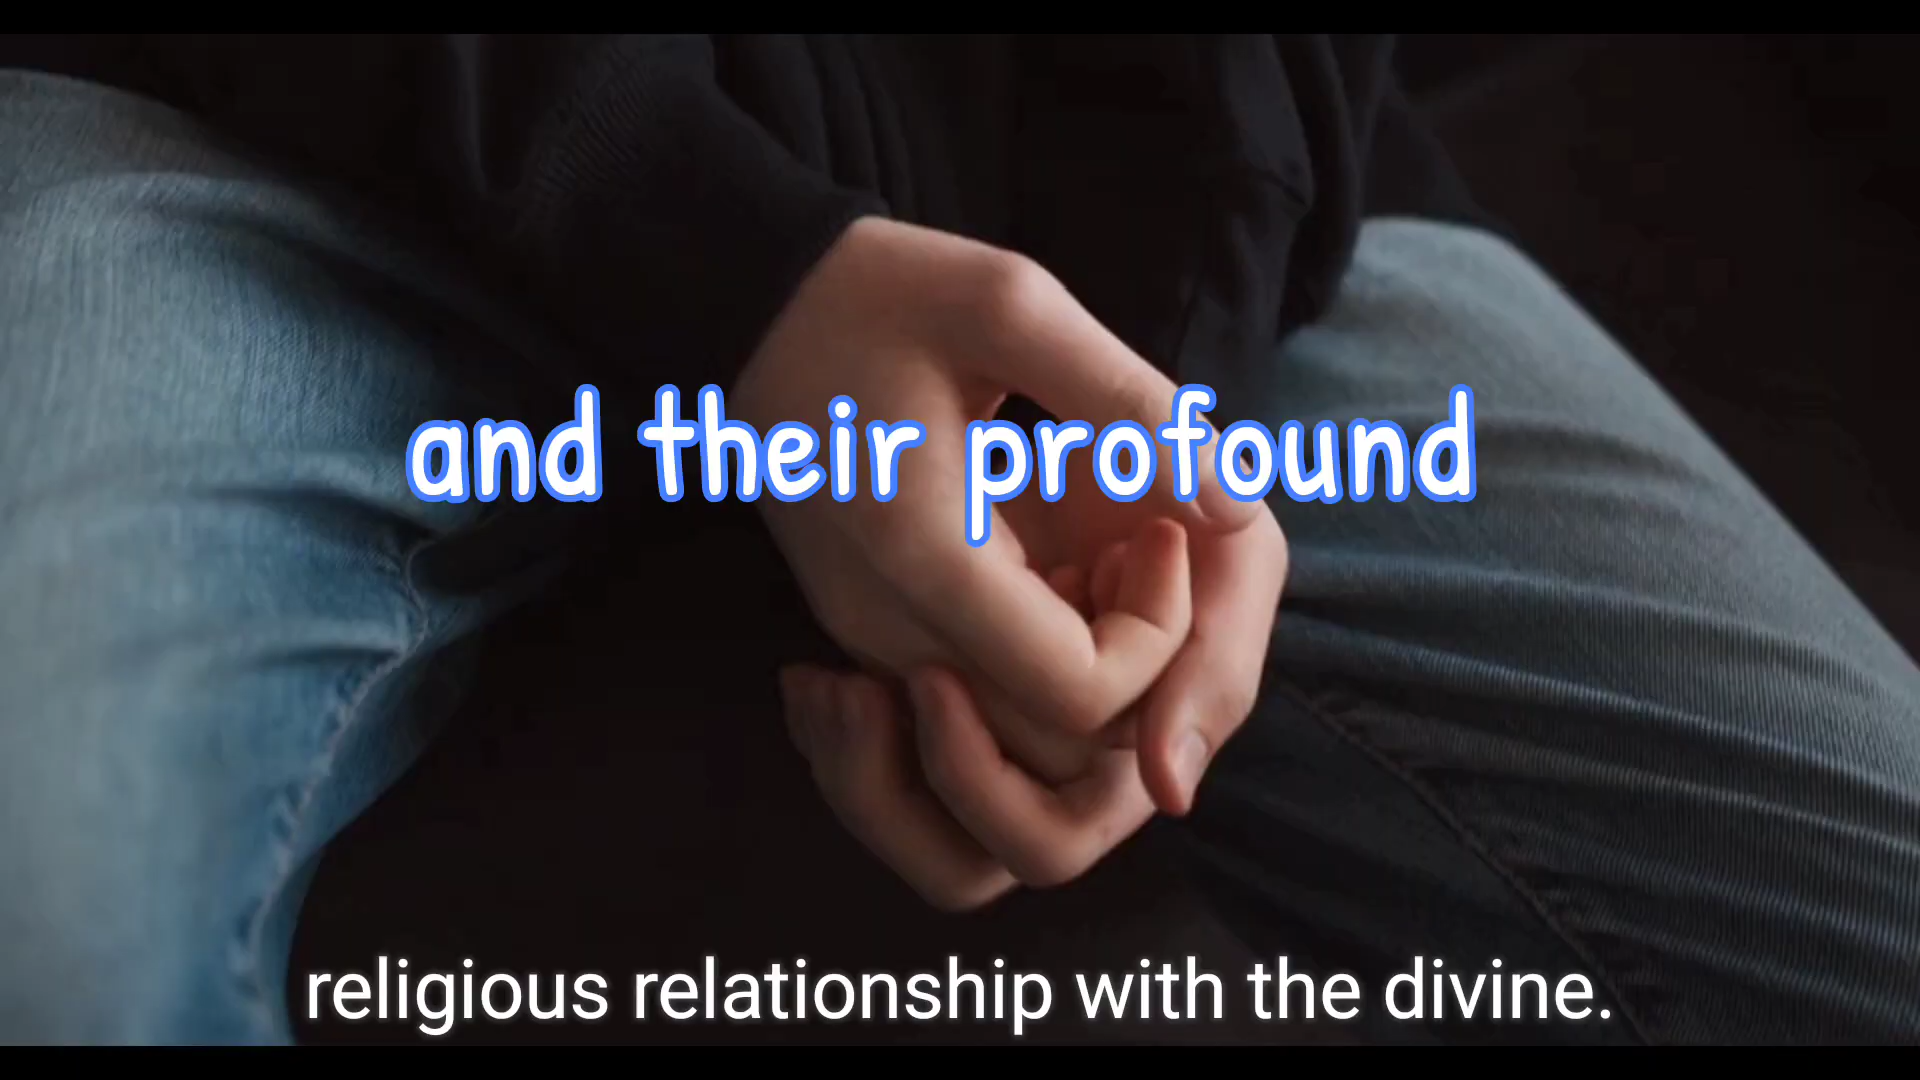 and their profound
religious relationship with the divine.